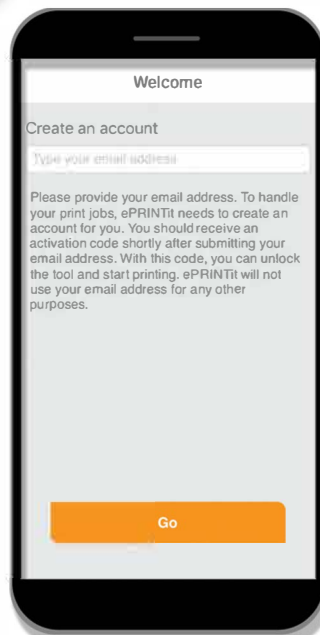 Welcome
Create an account
Type your email address
Please provide your email address. To handle
your print jobs, ePRINTit needs to create an
account for you. You should receive an
activation code shortly after submitting your
email address. With this code, you can unlock
the tool and start printing. ePRINTit will not
use your email address for any other
purposes.
Go